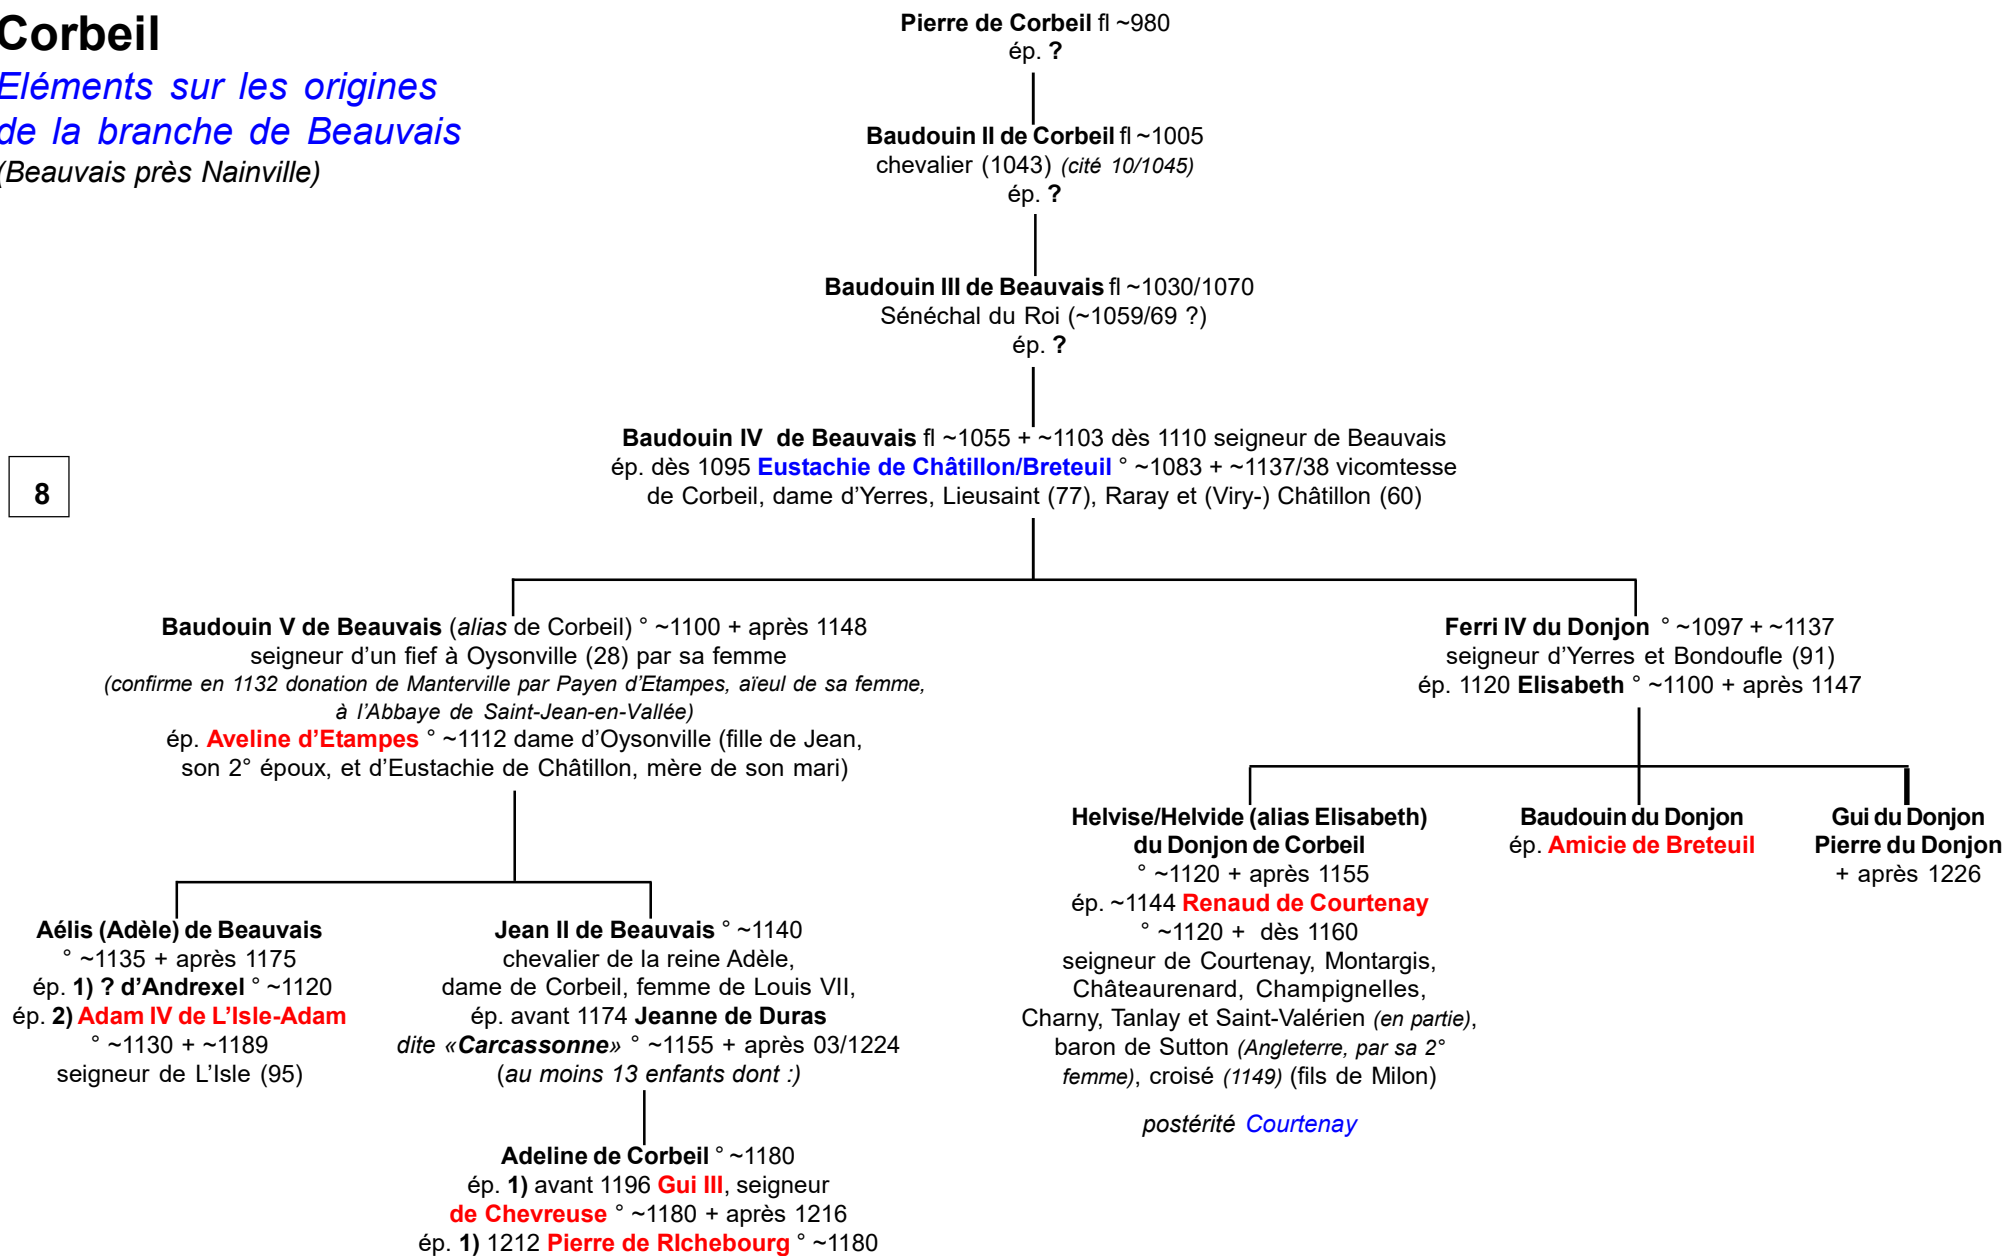 Corbeil
Eléments sur les origines
de la branche de Beauvais
(Beauvais près Nainville)
Pierre de Corbeil fl ~980
ép. ?
Baudouin II de Corbeil fl ~1005
chevalier (1043) (cité 10/1045)
ép. ?
Baudouin III de Beauvais fl ~1030/1070
Sénéchal du Roi (~1059/69 ?)
ép. ?
Baudouin IV de Beauvais fl ~1055 + ~1103 dès 1110 seigneur de Beauvais
ép. dès 1095 Eustachie de Châtillon/Breteuil ° ~1083 + ~1137/38 vicomtesse
de Corbeil, dame d'Yerres, Lieusaint (77), Raray et (Viry-) Châtillon (60)
8
Baudouin V de Beauvais (alias de Corbeil) ° ~1100 + après 1148
seigneur d'un fief à Oysonville (28) par sa femme
(confirme en 1132 donation de Manterville par Payen d'Etampes, aïeul de sa femme,
à l'Abbaye de Saint-Jean-en-Vallée)
ép. Aveline d'Etampes ° ~1112 dame d'Oysonville (fille de Jean,
son 2° époux, et d'Eustachie de Châtillon, mère de son mari)
Ferri IV du Donjon ° ~1097 + ~1137
seigneur d'Yerres et Bondoufle (91)
ép. 1120 Elisabeth ° ~1100 + après 1147
Aélis (Adèle) de Beauvais
° ~1135 + après 1175
ép. 1) ? d'Andrexel ° ~1120
ép. 2) Adam IV de L'Isle-Adam
° ~1130 + ~1189
seigneur de L'Isle (95)
Jean II de Beauvais ° ~1140
chevalier de la reine Adèle,
dame de Corbeil, femme de Louis VII,
ép. avant 1174 Jeanne de Duras
dite «Carcassonne» ° ~1155 + après 03/1224
(au moins 13 enfants dont :)
Adeline de Corbeil ° ~1180
ép. 1) avant 1196 Gui III, seigneur
de Chevreuse ° ~1180 + après 1216
ép. 1) 1212 Pierre de RIchebourg ° ~1180
Helvise/Helvide (alias Elisabeth)
du Donjon de Corbeil
° ~1120 + après 1155
ép. ~1144 Renaud de Courtenay
° ~1120 + dès 1160
seigneur de Courtenay, Montargis,
Châteaurenard, Champignelles,
Charny, Tanlay et Saint-Valérien (en partie),
baron de Sutton (Angleterre, par sa 2°
femme), croisé (1149) (fils de Milon)
postérité Courtenay
Baudouin du Donjon
ép. Amicie de Breteuil
Gui du Donjon
Pierre du Donjon
+ après 1226